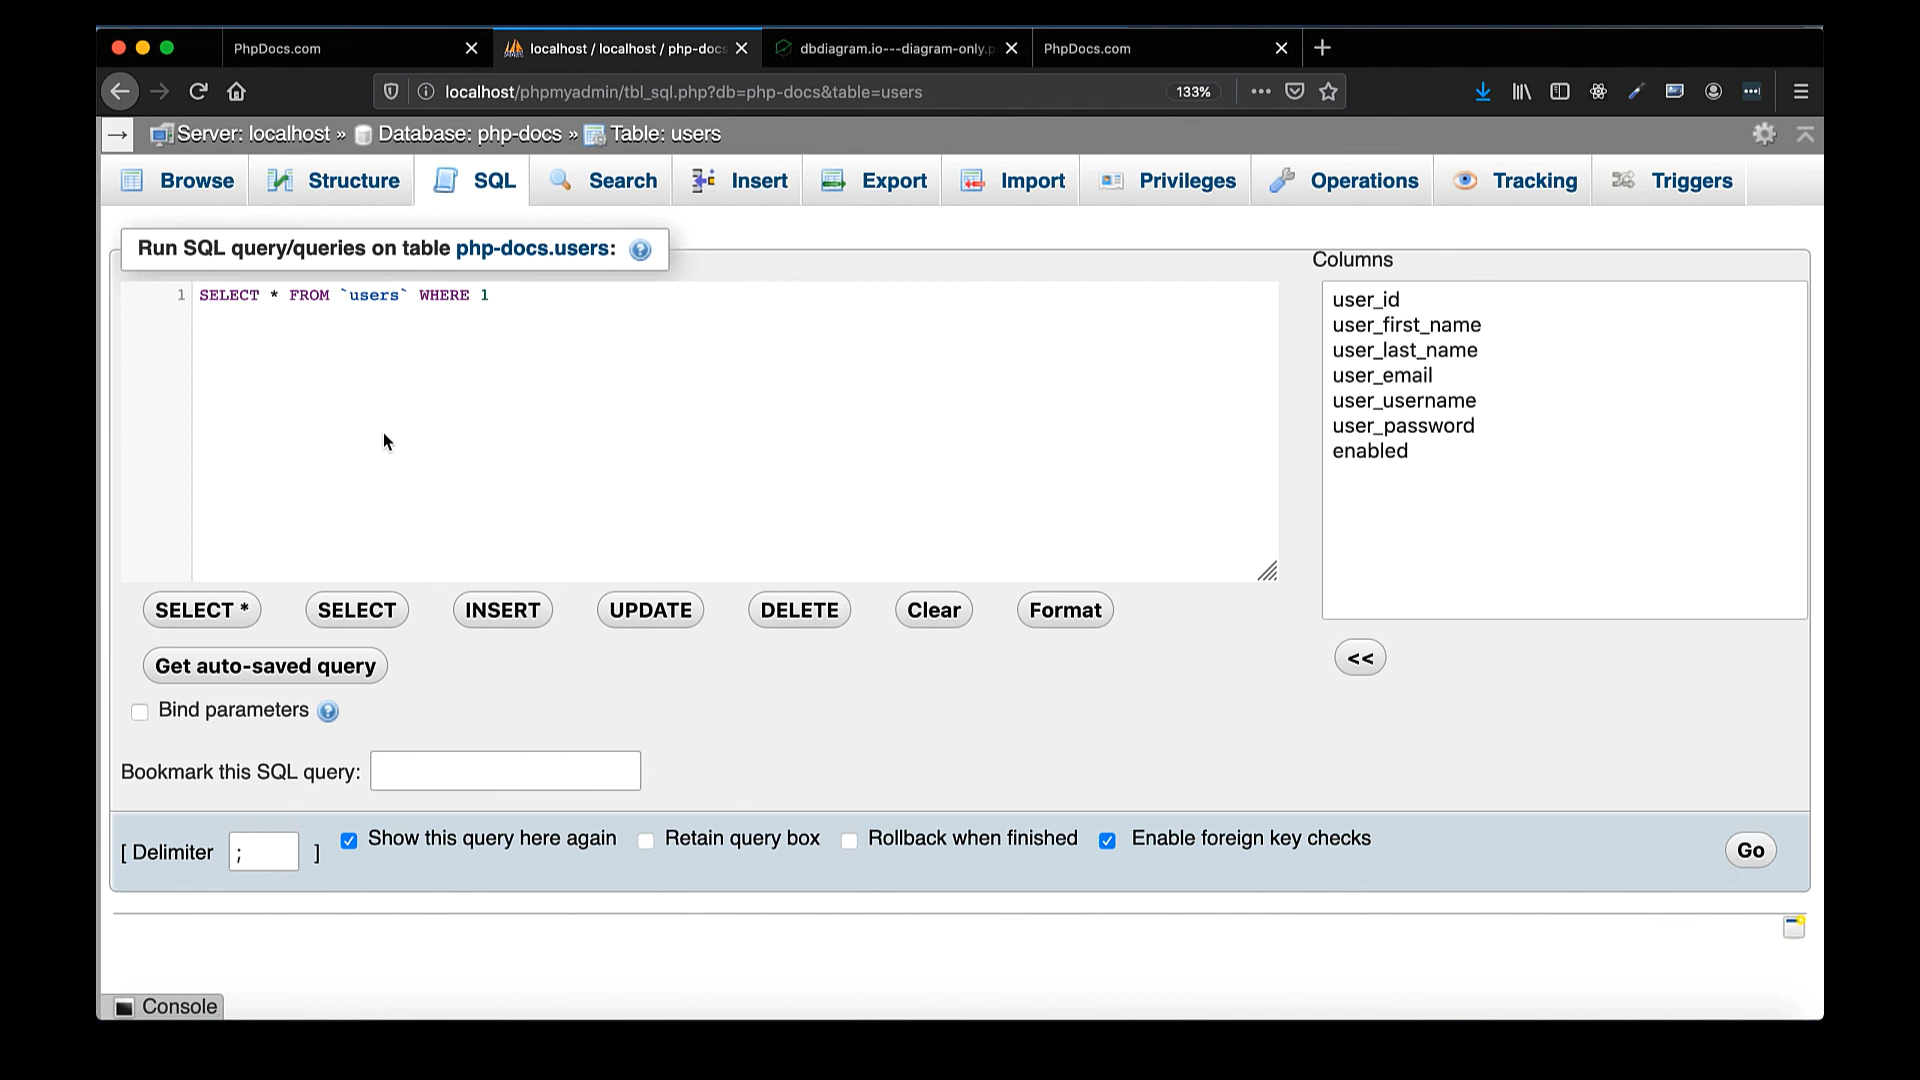 PhpDocs.com
localhost / localhost / php-docs
dbdiagram.io---diagram-only.p
PhpDocs.com
localhost/phpmyadmin/tbl_sql.php?db=php-docs&table=users
133%
Server: localhost » Database: php-docs » Table: users
Browse Structure SQL Search Insert Export Import Privileges Operations Tracking Triggers
Run SQL query/queries on table php-docs.users:
1 SELECT * FROM `users` WHERE 1
Columns
user_id
user_first_name
user_last_name
user_email
user_username
user_password
enabled
SELECT * SELECT INSERT UPDATE DELETE Clear Format
Get auto-saved query
<<
Bind parameters
Bookmark this SQL query:
[ Delimiter ; ] Show this query here again Retain query box Rollback when finished Enable foreign key checks Go
Console